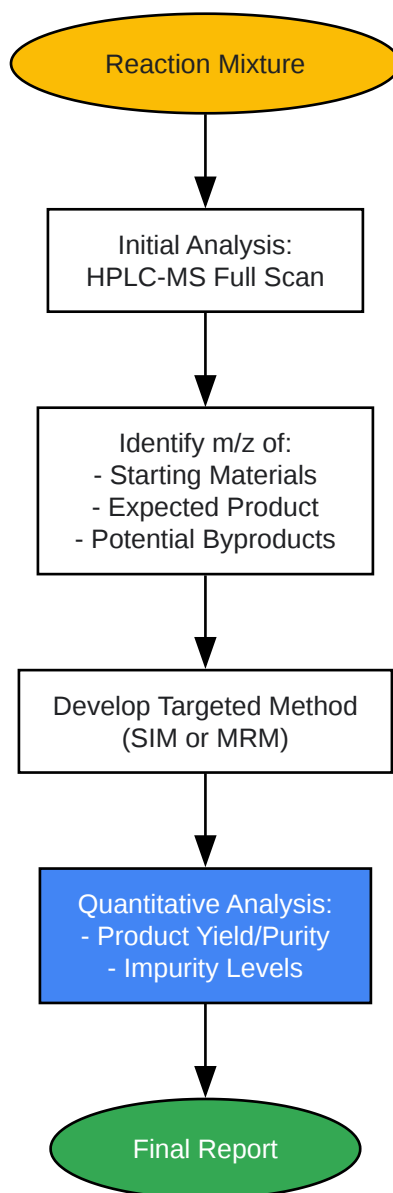 Reaction Mixture
Initial Analysis:
HPLC-MS Full Scan
Identify m/z of:
- Starting Materials
- Expected Product
- Potential Byproducts
Develop Targeted Method
(SIM or MRM)
Quantitative Analysis:
- Product Yield/Purity
- Impurity Levels
Final Report